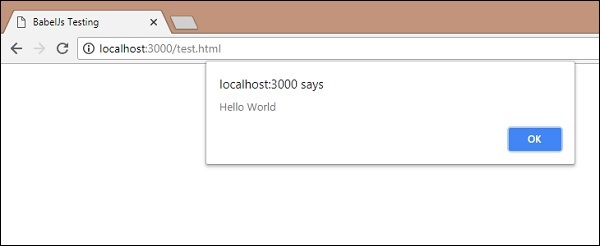 BabelJs Testing
localhost:3000/test.html
localhost:3000 says
Hello World
OK